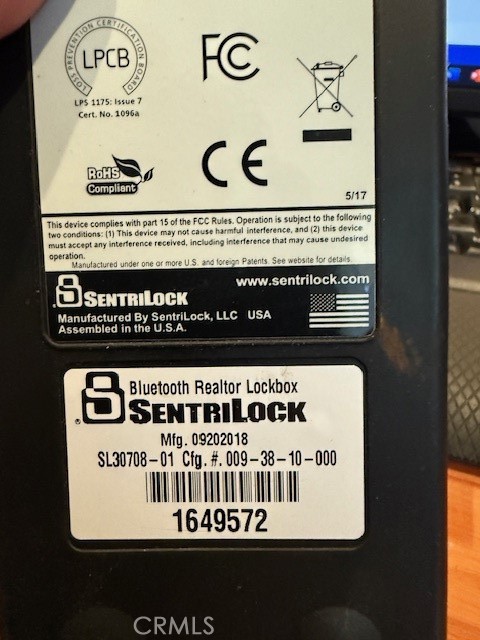 LOSS PREVENTION CERTIFICATION BOARD
LPCB
LPS 1175: Issue 7
Cert. No. 1096a
FC
RoHS
Compliant
CE
5/17
This device complies with part 15 of the FCC Rules. Operation is subject to the following
two conditions: (1) This device may not cause harmful interference, and (2) this device
must accept any interference received, including interference that may cause undesired
operation.
Manufactured under one or more U.S. and foreign Patents. See website for details.
www.sentrilock.com
SENTRILOCK
Manufactured By SentriLock, LLC USA
Assembled in the U.S.A.
Bluetooth Realtor Lockbox
® SENTRILOCK
Mfg. 09202018
SL30708-01 Cfg. #. 009-38-10-000
1649572
CRMLS